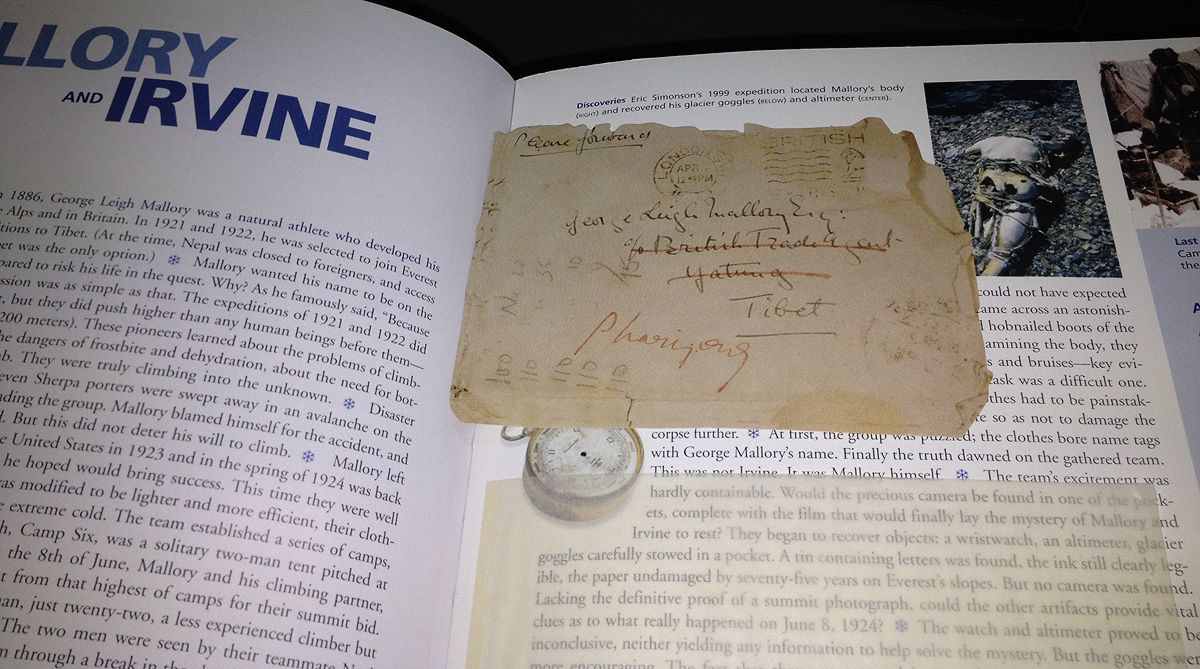 LLORY
AND IRVINE
1886, George Leigh Mallory was a natural athlete who developed his
Alps and in Britain. In 1921 and 1922, he was selected to join Everest
itions to Tibet. (At the time, Nepal was closed to foreigners, and access
et was the only option.) ❄ Mallory wanted his name to be on the
pared to risk his life in the quest. Why? As he famously said, “Because
ssion was as simple as that. The expeditions of 1921 and 1922 did
, but they did push higher than any human beings before them—
200 meters). These pioneers learned about the problems of climb-
he dangers of frostbite and dehydration, about the need for bot-
b. They were truly climbing into the unknown. ❄ Disaster
even Sherpa porters were swept away in an avalanche on the
ding the group. Mallory blamed himself for the accident, and
d. But this did not deter his will to climb. ❄ Mallory left
e United States in 1923 and in the spring of 1924 was back
he hoped would bring success. This time they were well
was modified to be lighter and more efficient, their cloth-
e extreme cold. The team established a series of camps,
h, Camp Six, was a solitary two-man tent pitched at
the 8th of June, Mallory and his climbing partner,
t from that highest of camps for their summit bid.
an, just twenty-two, a less experienced climber but
The two men were seen by their teammate
through a break in the
Discoveries Eric Simonson's 1999 expedition located Mallory's body
(RIGHT) and recovered his glacier goggles (BELOW) and altimeter (CENTER).
Please forward
LONDON
APR
12 PM
BRITISH
George Leigh Mallory Esq:
c/o British Trade Agent
Yatung
Tibet
Last
Cam
the
could not have expected
ame across an astonish-
hobnailed boots of the
amining the body, they
s and bruises—key evi-
ask was a difficult one.
thes had to be painstak-
e so as not to damage the
corpse further. ❄ At first, the group was puzzled; the clothes bore name tags
with George Mallory's name. Finally the truth dawned on the gathered team.
This was not Irvine. It was Mallory himself. ❄ The team's excitement was
hardly containable. Would the precious camera be found in one of the pock-
ets, complete with the film that would finally lay the mystery of Mallory and
Irvine to rest? They began to recover objects: a wristwatch, an altimeter, glacier
goggles carefully stowed in a pocket. A tin containing letters was found, the ink still clearly leg-
ible, the paper undamaged by seventy-five years on Everest's slopes. But no camera was found.
Lacking the definitive proof of a summit photograph, could the other artifacts provide vital
clues as to what really happened on June 8, 1924? ❄ The watch and altimeter proved to be
inconclusive, neither yielding any information to help solve the mystery. But the goggles were
more encouraging. The fact that